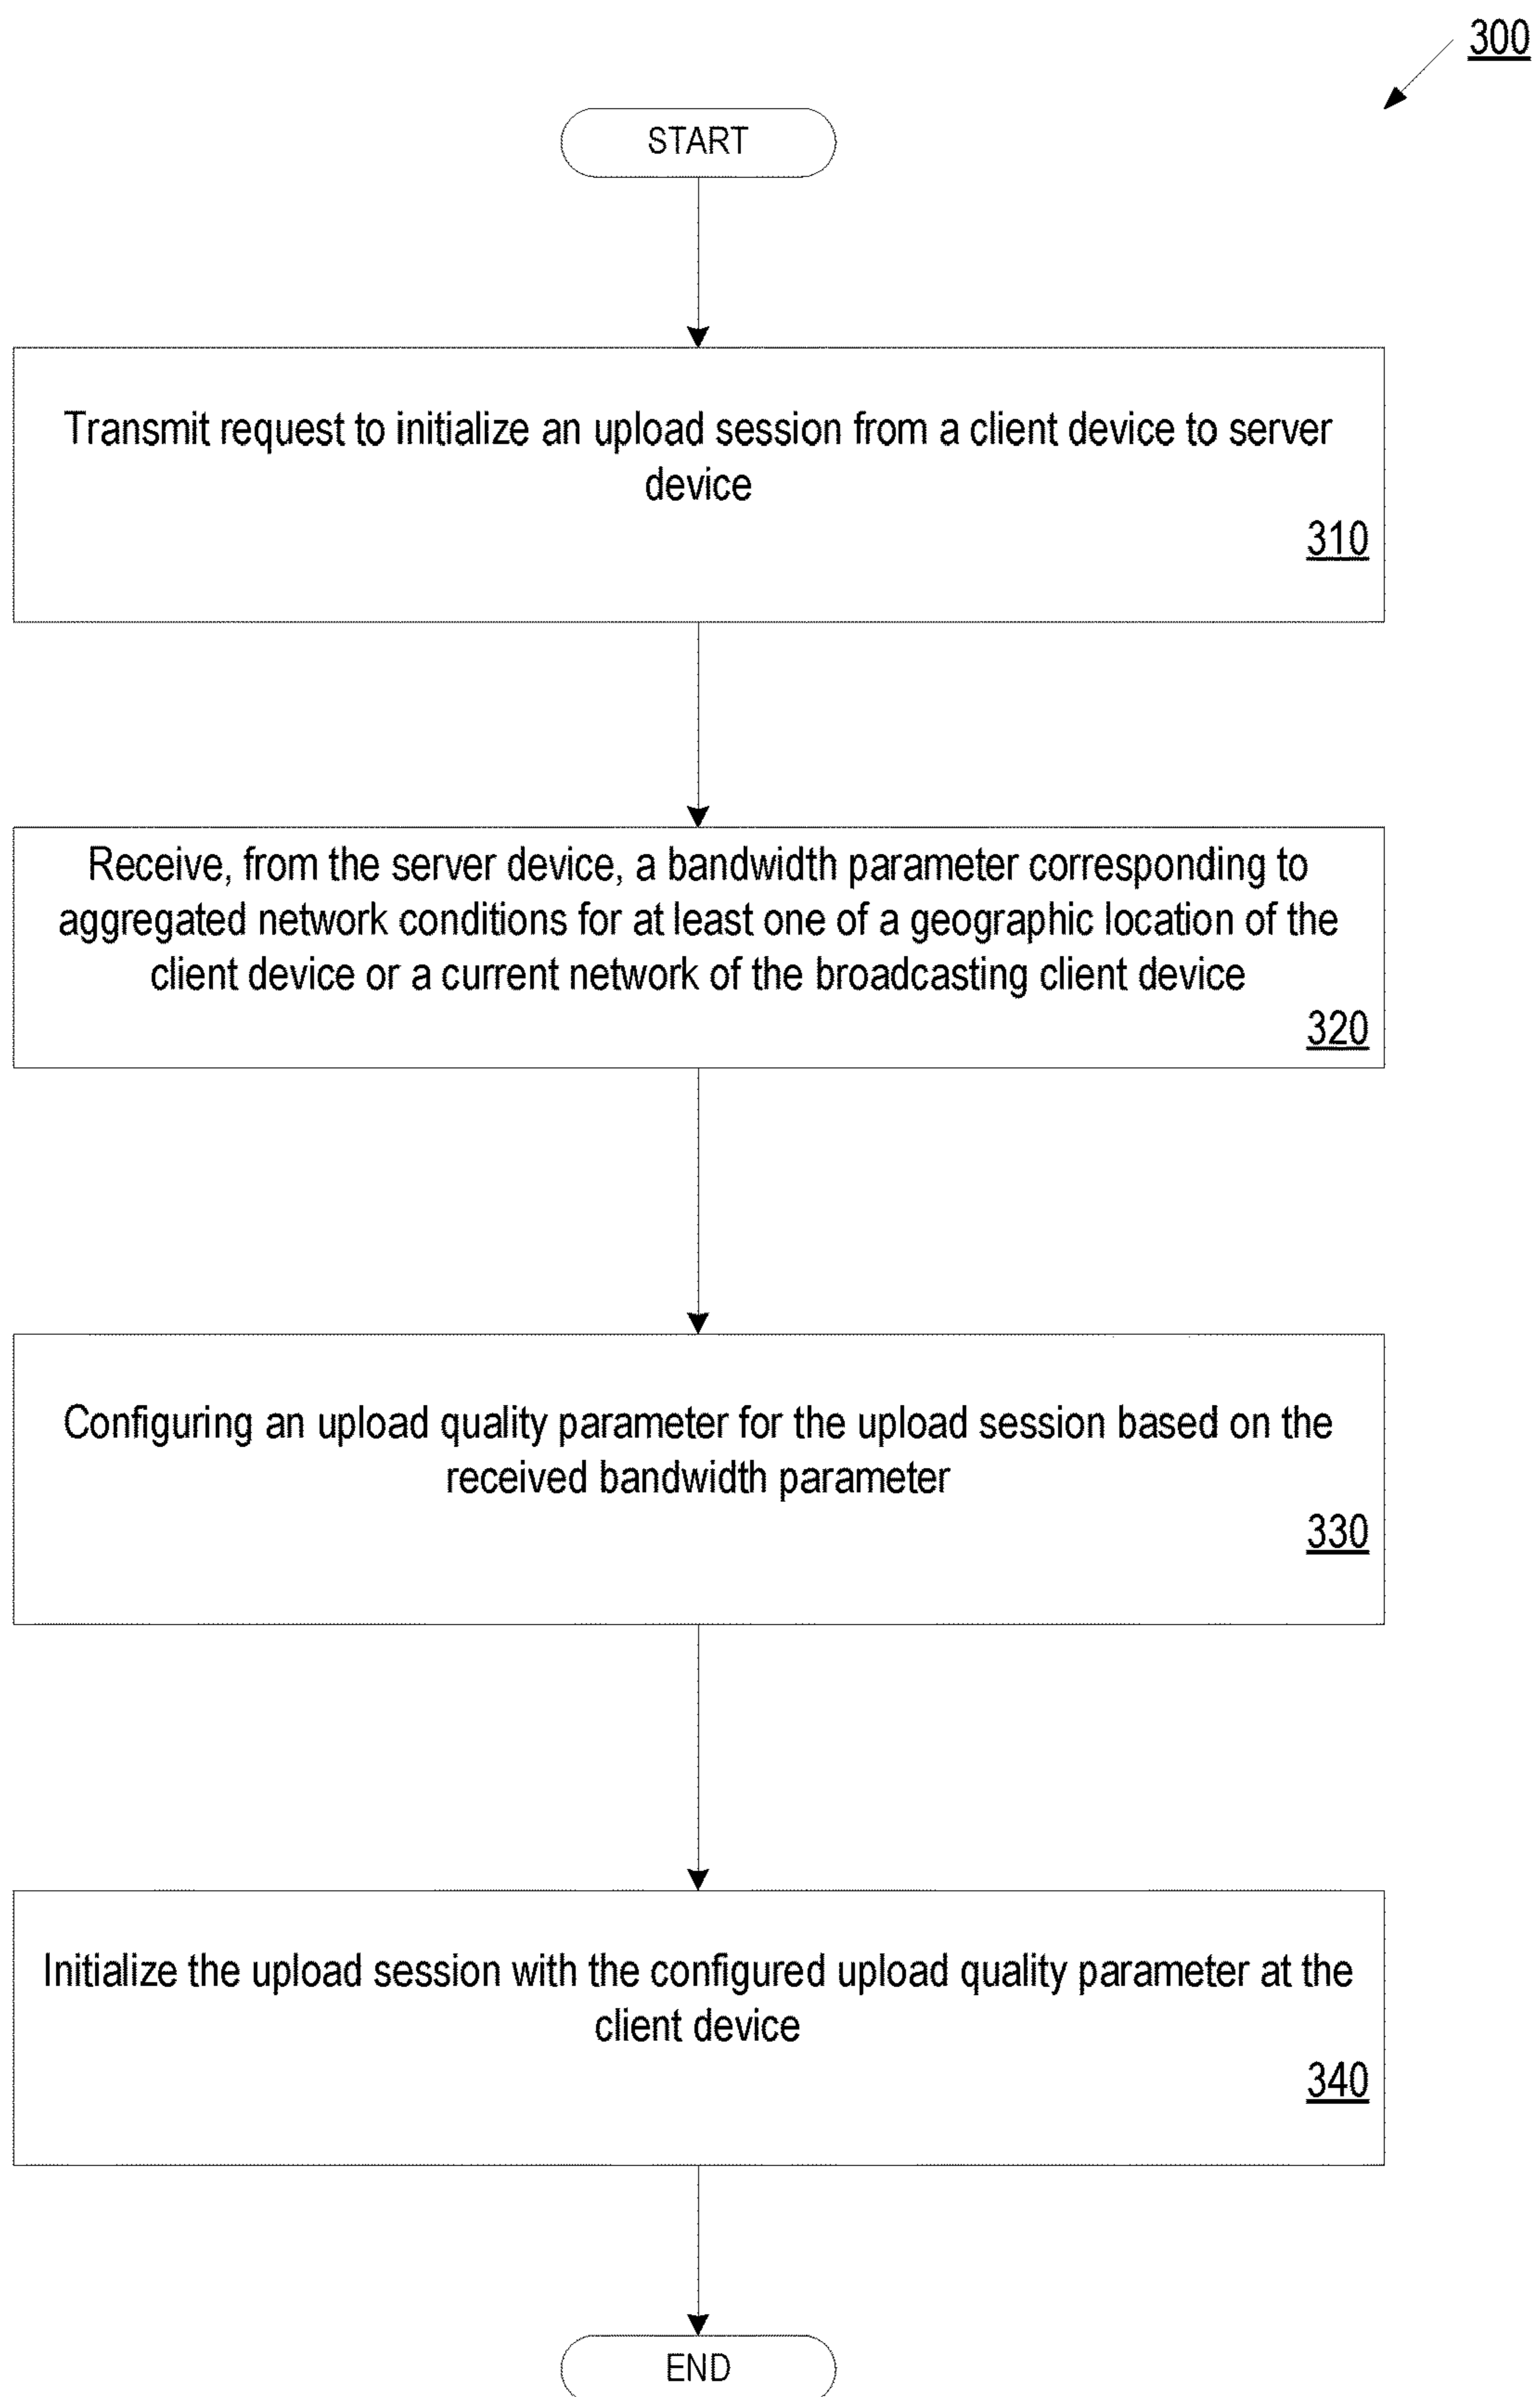 300
START
Transmit request to initialize an upload session from a client device to server
device
310
Receive, from the server device, a bandwidth parameter corresponding to
aggregated network conditions for at least one of a geographic location of the
client device or a current network of the broadcasting client device
320
Configuring an upload quality parameter for the upload session based on the
received bandwidth parameter
330
Initialize the upload session with the configured upload quality parameter at the
client device
340
END